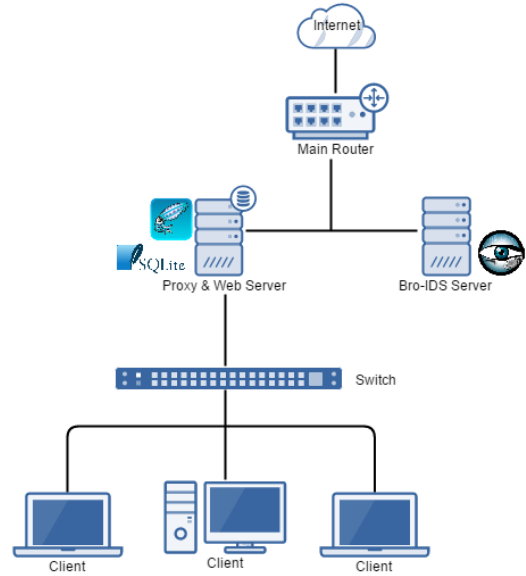 Internet
Main Router
SQLite
Proxy & Web Server
Bro-IDS Server
Switch
Client
Client
Client